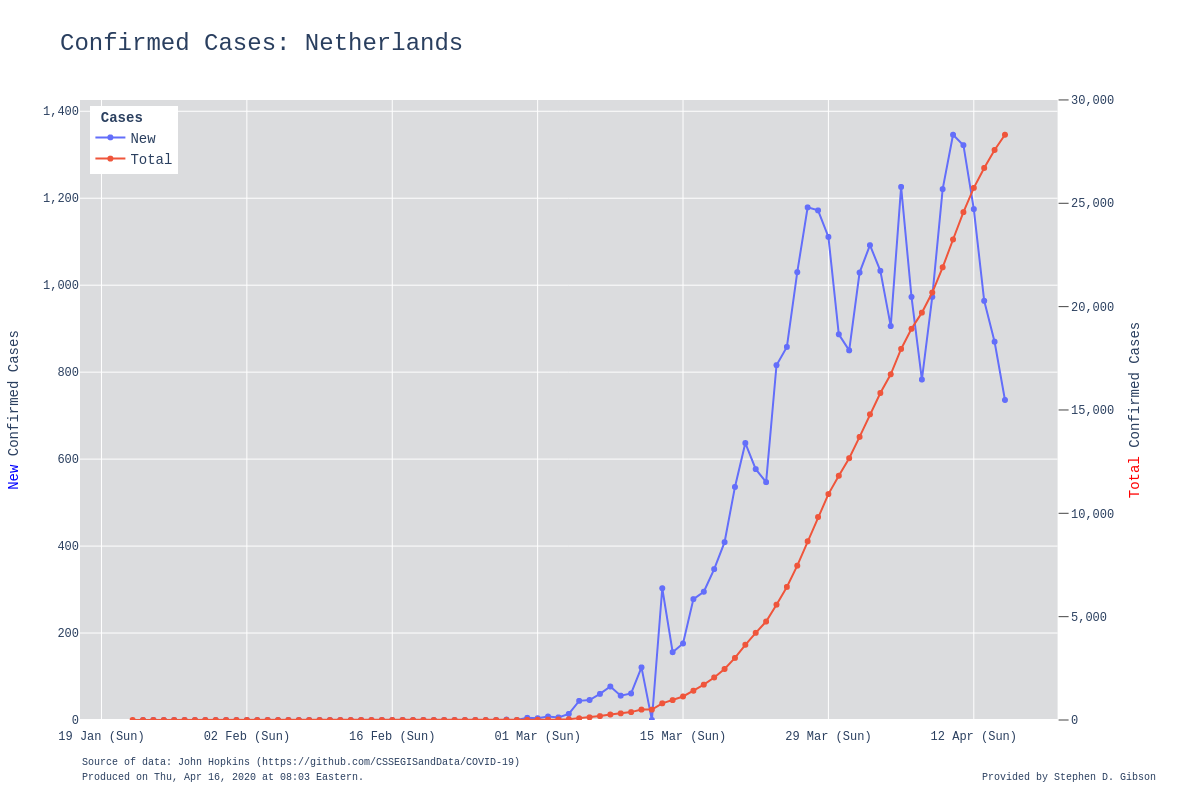 Confirmed Cases: Netherlands
Cases
New
Total
1,400
1,200
1,000
800
600
400
200
0
30,000
25,000
20,000
15,000
10,000
5,000
0
New Confirmed Cases
Total Confirmed Cases
19 Jan (Sun) 02 Feb (Sun) 16 Feb (Sun) 01 Mar (Sun) 15 Mar (Sun) 29 Mar (Sun) 12 Apr (Sun)
Source of data: John Hopkins (https://github.com/CSSEGISandData/COVID-19)
Produced on Thu, Apr 16, 2020 at 08:03 Eastern.
Provided by Stephen D. Gibson